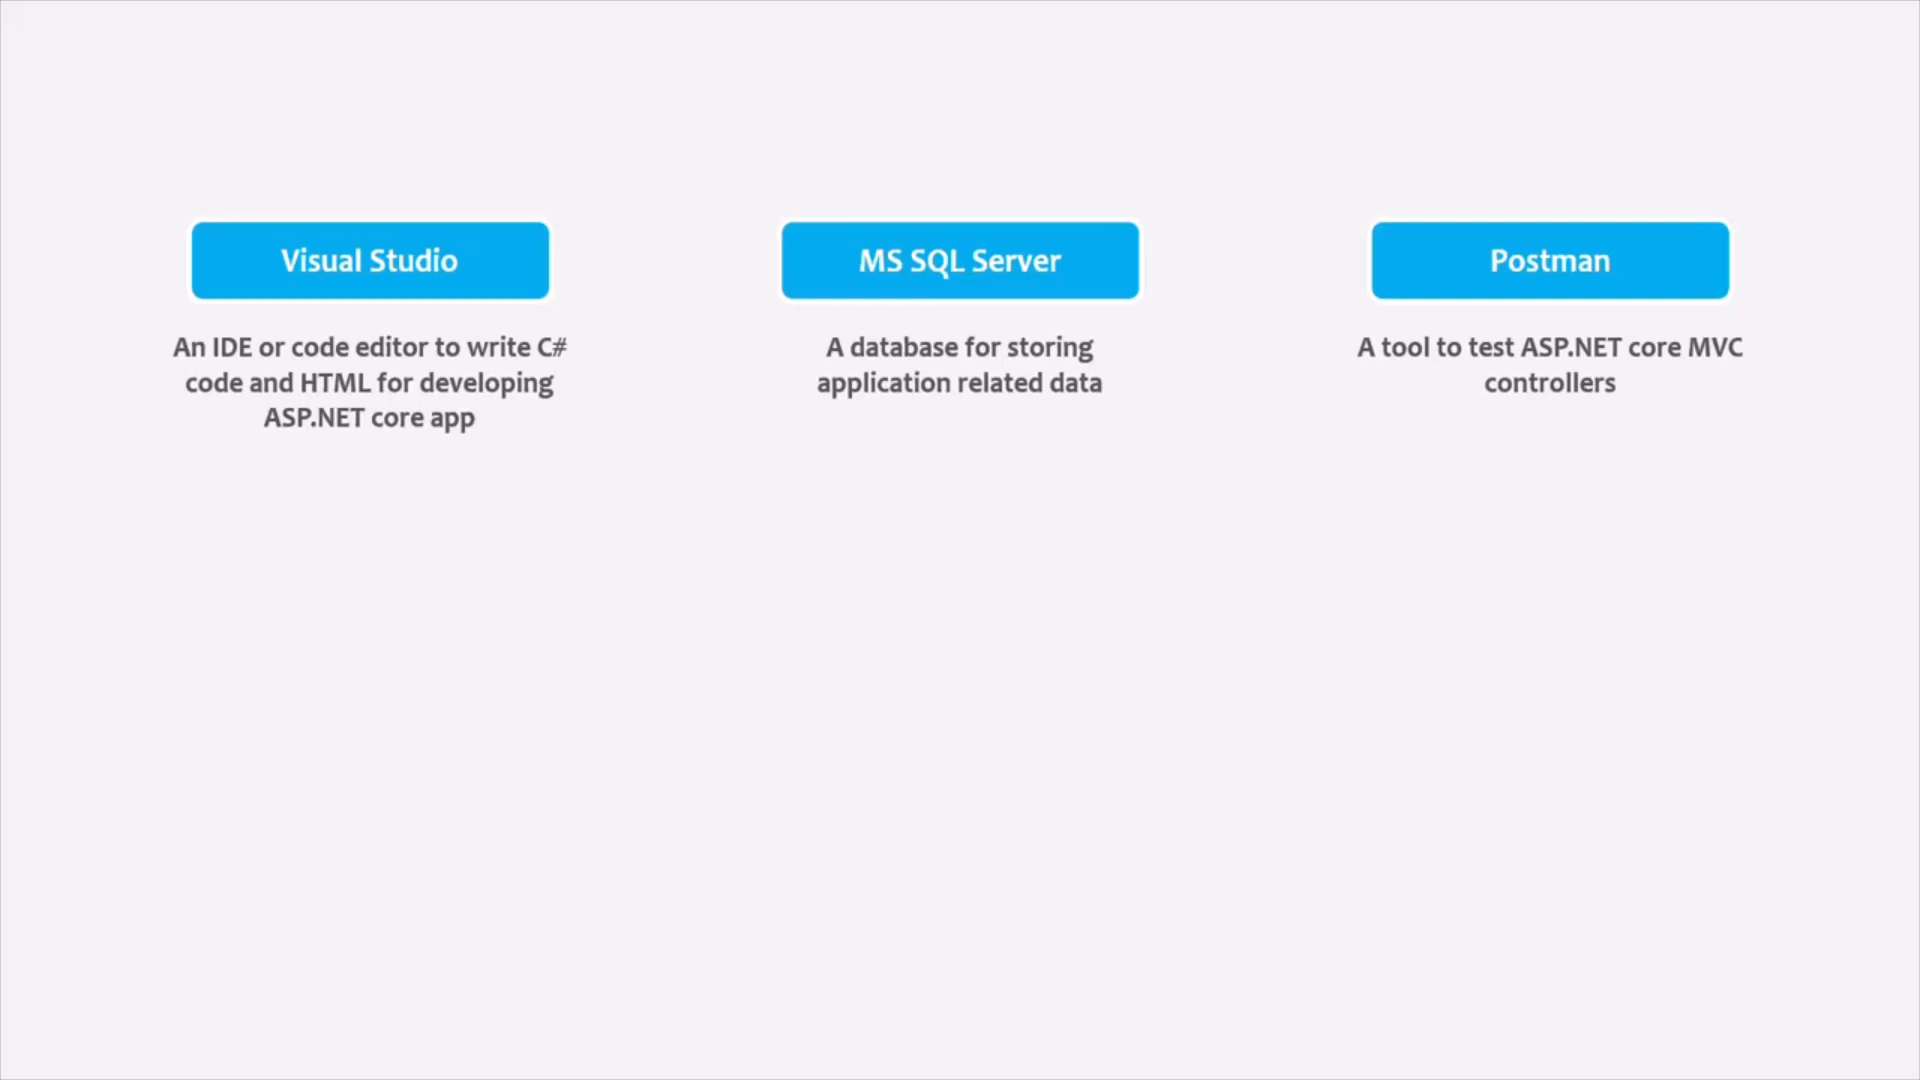 Visual Studio
An IDE or code editor to write C#
code and HTML for developing
ASP.NET core app
MS SQL Server
A database for storing
application related data
Postman
A tool to test ASP.NET core MVC
controllers